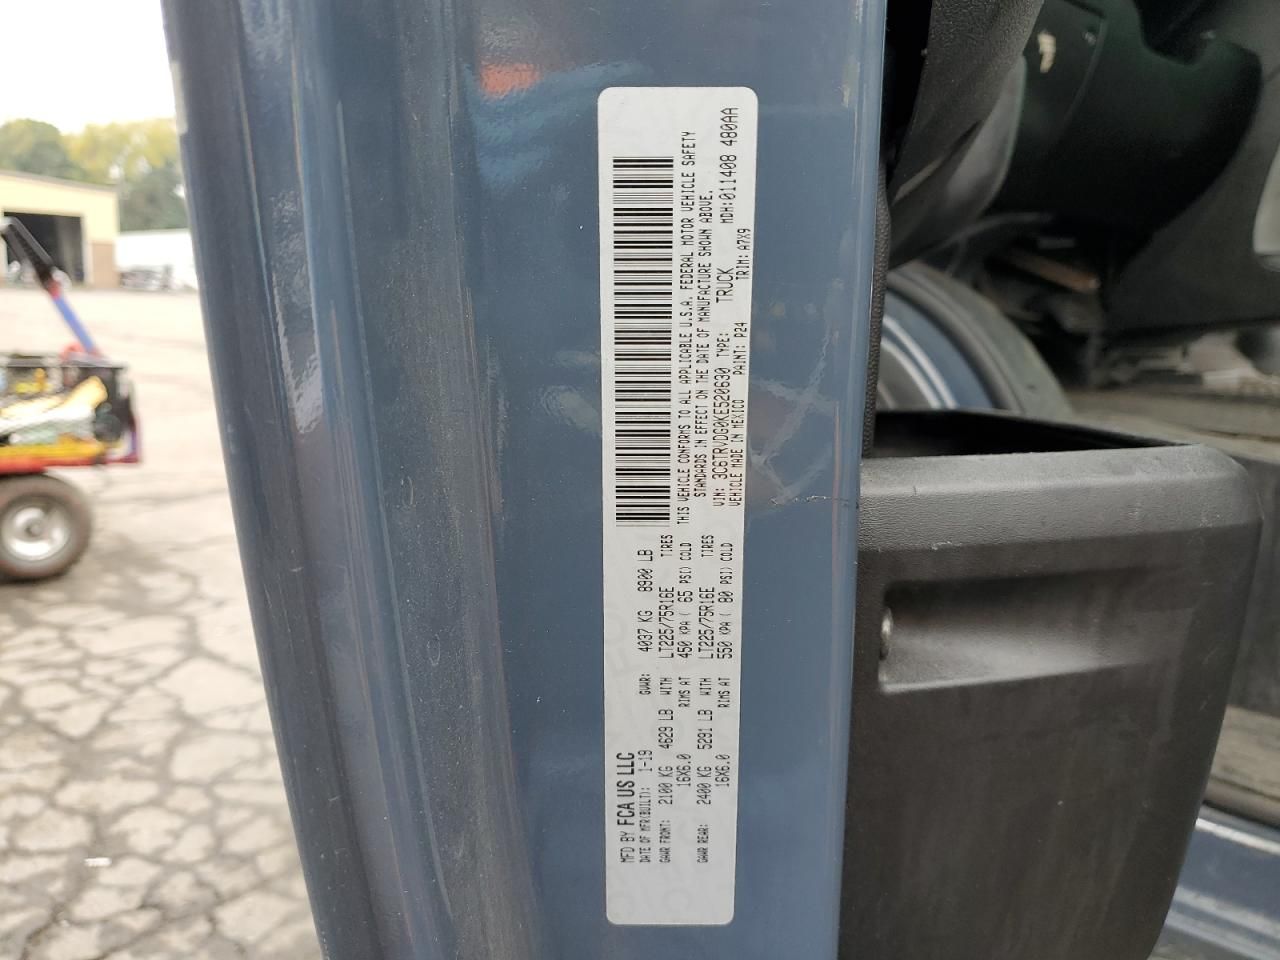 MFD BY FCA US LLC
DATE OF MFR(BUILT): 1-19 GVWR: 4037 KG 8900 LB
GAWR FRONT: 2100 KG 4629 LB WITH LT225/75R16E TIRES
16X6.0 RIMS AT 450 KPA ( 65 PSI) COLD
GAWR REAR: 2400 KG 5291 LB WITH LT225/75R16E TIRES
16X6.0 RIMS AT 550 KPA ( 80 PSI) COLD
THIS VEHICLE CONFORMS TO ALL APPLICABLE U.S.A. FEDERAL MOTOR VEHICLE SAFETY
STANDARDS IN EFFECT ON THE DATE OF MANUFACTURE SHOWN ABOVE.
VIN: 3C6TRVDG0KE520630 TYPE: TRUCK MDH:011408 480AA
VEHICLE MADE IN MEXICO PAINT: P24 TRIM: A7X9